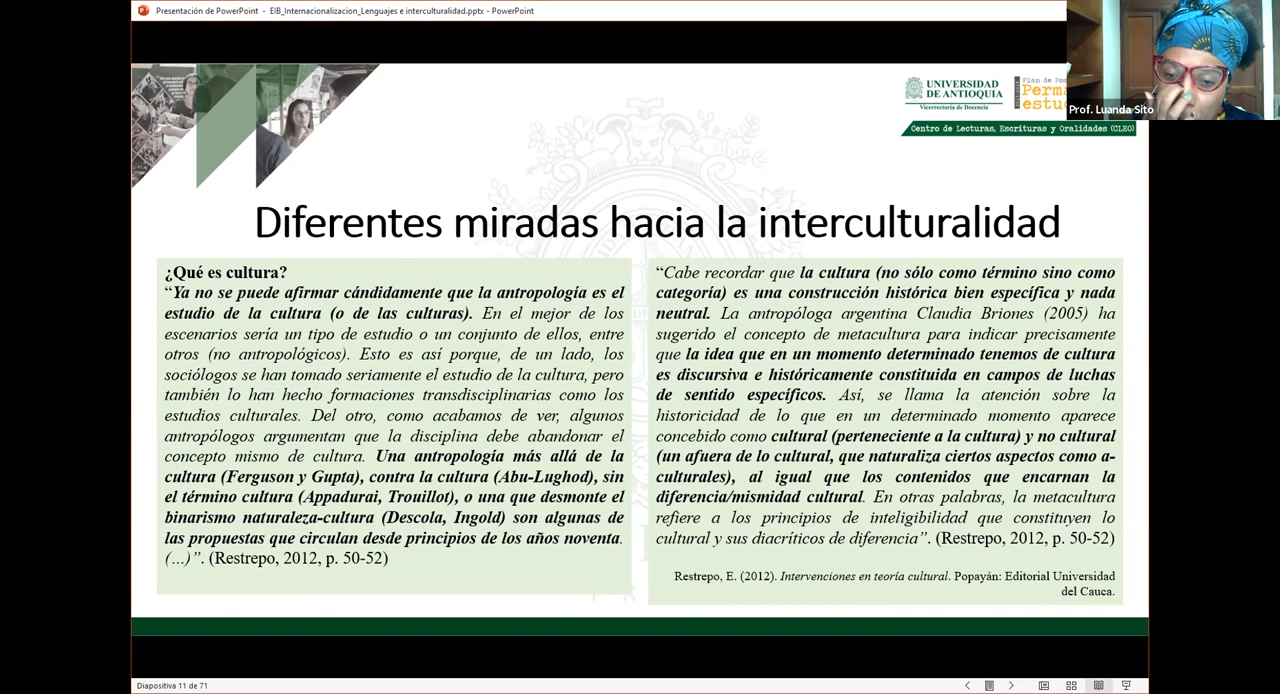 Presentación de PowerPoint - EIB_Internacionalizacion_Lenguajes e interculturalidad.pptx - PowerPoint
UNIVERSIDAD
DE ANTIOQUIA
Vicerrectoría de Docencia
Plan de
Perma
estu
Prof. Luanda Sito
Centro de Lecturas, Escrituras y Oralidades (CLEO)
Diferentes miradas hacia la interculturalidad
¿Qué es cultura?
“Ya no se puede afirmar cándidamente que la antropología es el
estudio de la cultura (o de las culturas). En el mejor de los
escenarios sería un tipo de estudio o un conjunto de ellos, entre
otros (no antropológicos). Esto es así porque, de un lado, los
sociólogos se han tomado seriamente el estudio de la cultura, pero
también lo han hecho formaciones transdisciplinarias como los
estudios culturales. Del otro, como acabamos de ver, algunos
antropólogos argumentan que la disciplina debe abandonar el
concepto mismo de cultura. Una antropología más allá de la
cultura (Ferguson y Gupta), contra la cultura (Abu-Lughod), sin
el término cultura (Appadurai, Trouillot), o una que desmonte el
binarismo naturaleza-cultura (Descola, Ingold) son algunas de
las propuestas que circulan desde principios de los años noventa.
(…)”. (Restrepo, 2012, p. 50-52)
“Cabe recordar que la cultura (no sólo como término sino como
categoría) es una construcción histórica bien específica y nada
neutral. La antropóloga argentina Claudia Briones (2005) ha
sugerido el concepto de metacultura para indicar precisamente
que la idea que en un momento determinado tenemos de cultura
es discursiva e históricamente constituida en campos de luchas
de sentido específicos. Así, se llama la atención sobre la
historicidad de lo que en un determinado momento aparece
concebido como cultural (perteneciente a la cultura) y no cultural
(un afuera de lo cultural, que naturaliza ciertos aspectos como a-
culturales), al igual que los contenidos que encarnan la
diferencia/mismidad cultural. En otras palabras, la metacultura
refiere a los principios de inteligibilidad que constituyen lo
cultural y sus diacríticos de diferencia”. (Restrepo, 2012, p. 50-52)
Restrepo, E. (2012). Intervenciones en teoría cultural. Popayán: Editorial Universidad
del Cauca.
Diapositiva 11 de 71